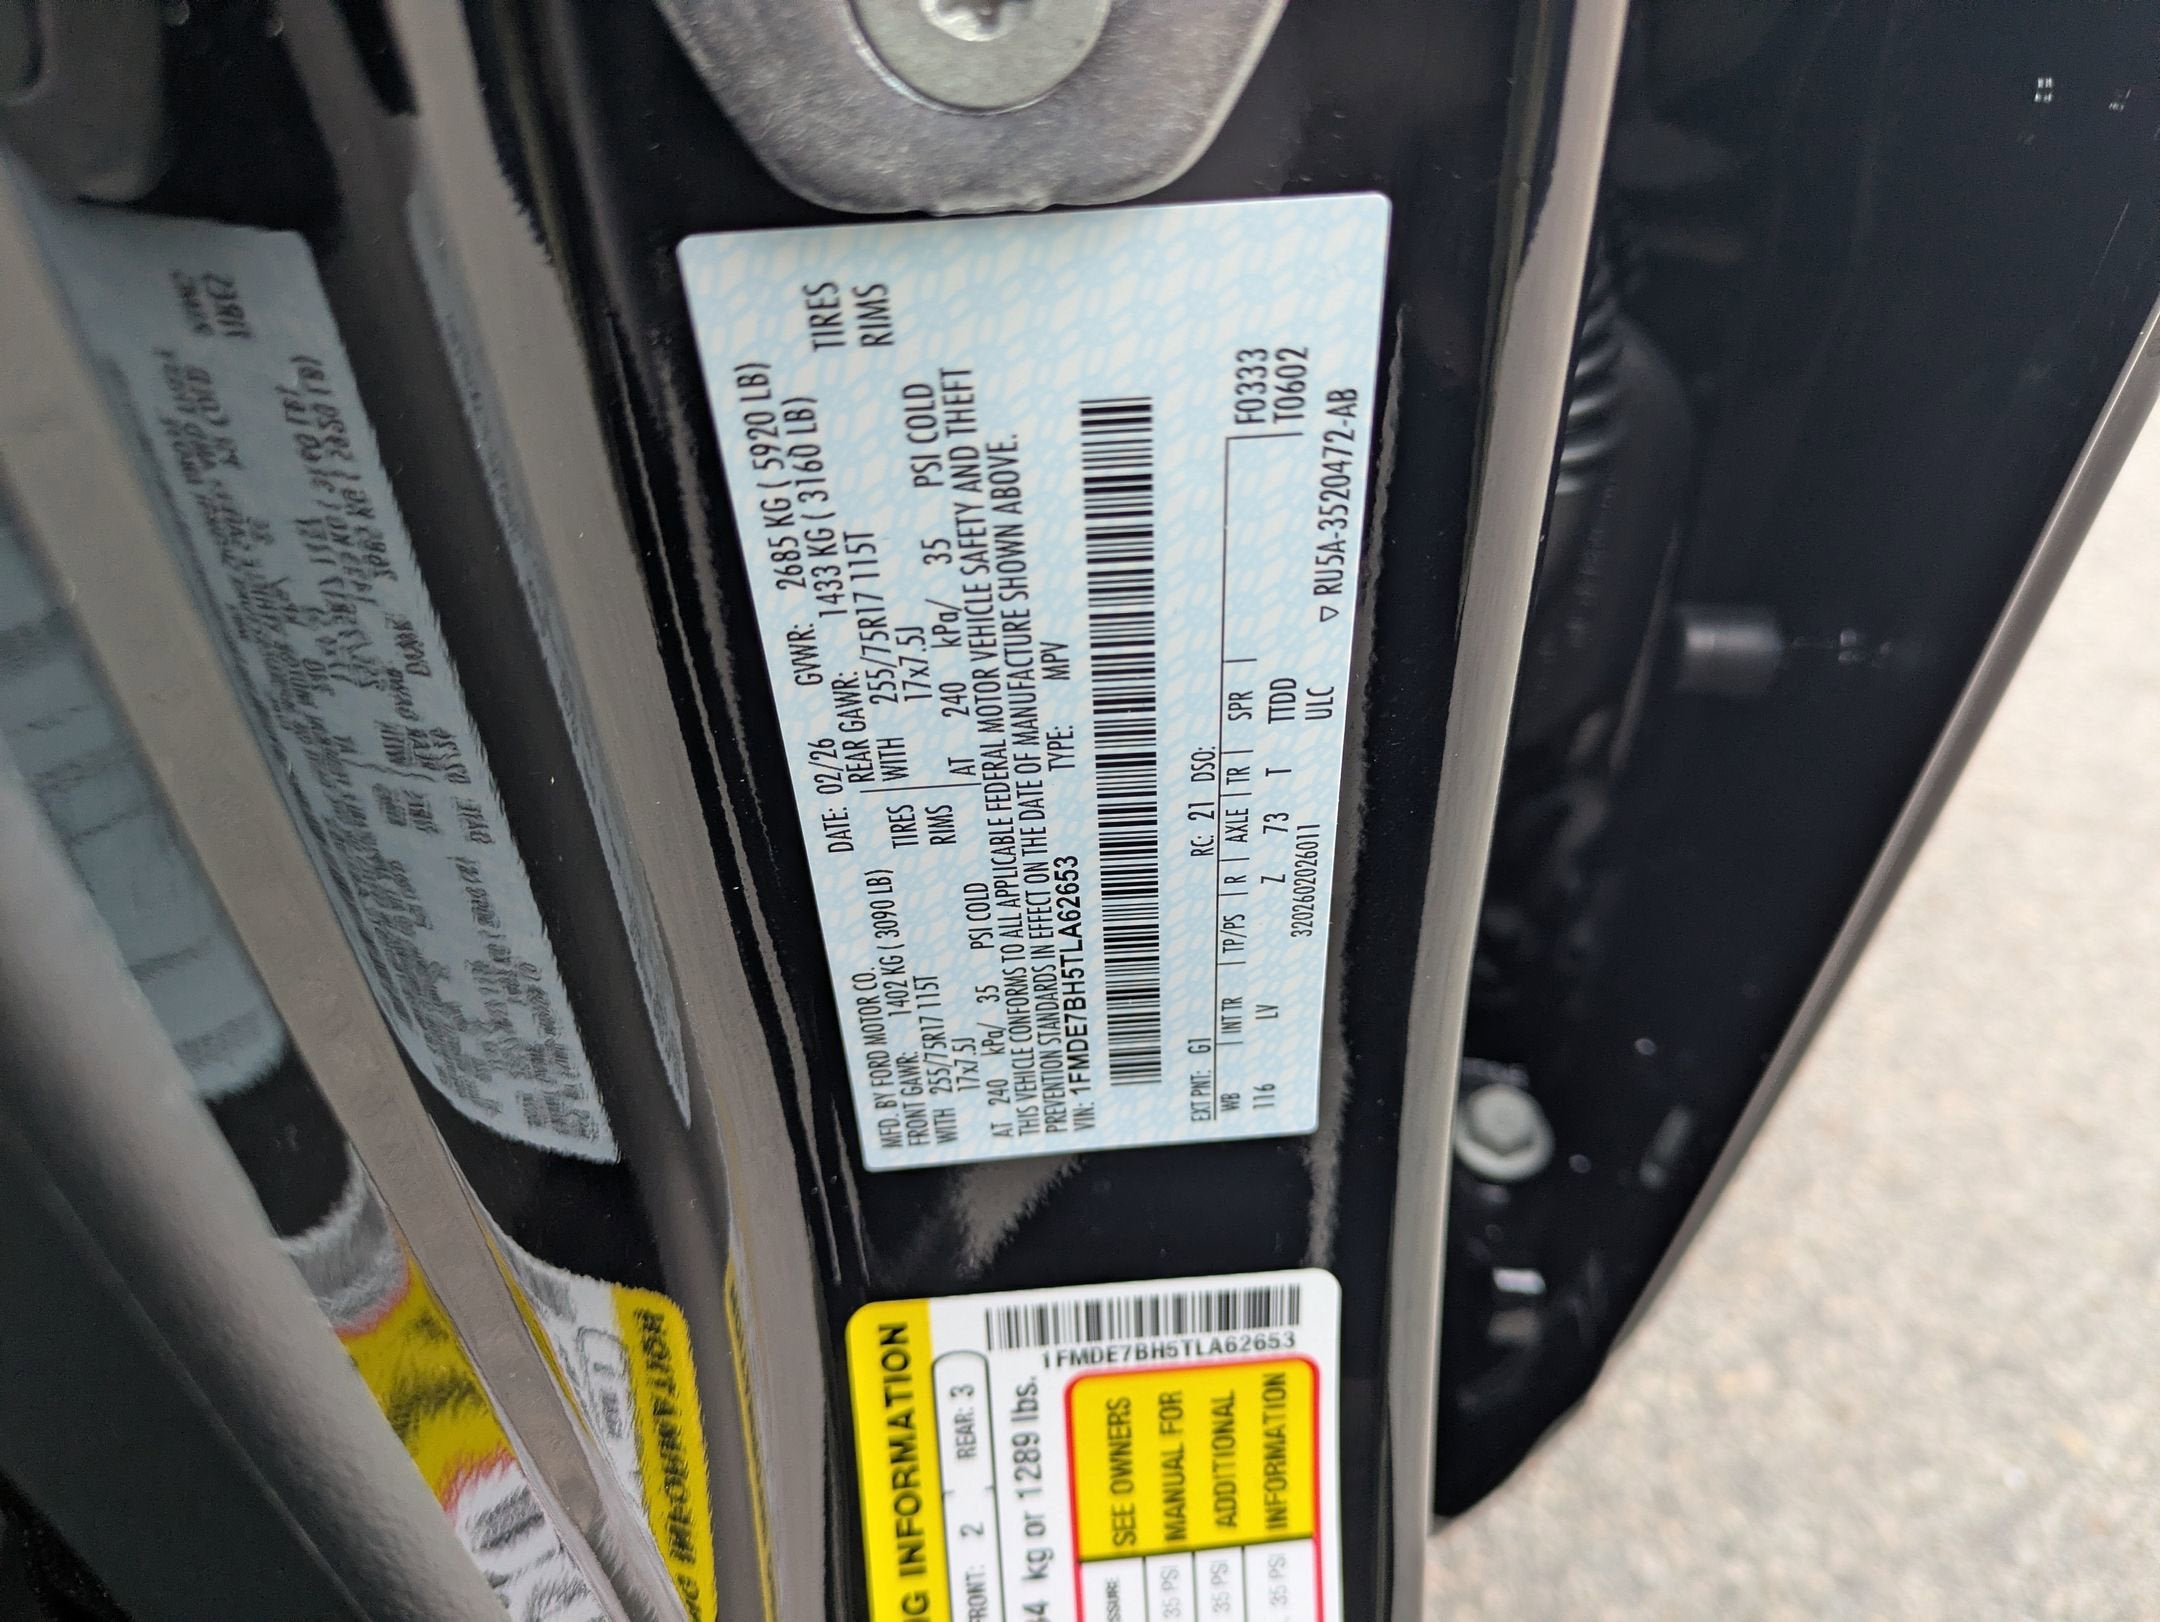 MFD. BY FORD MOTOR CO.
DATE: 02/26 GVWR: 2685 KG ( 5920 LB)
FRONT GAWR: 1402 KG ( 3090 LB)
REAR GAWR: 1433 KG ( 3160 LB)
WITH 255/75R17 115T TIRES
WITH 255/75R17 115T TIRES
17x7.5J RIMS
17x7.5J RIMS
AT 240 kPa/ 35 PSI COLD
AT 240 kPa/ 35 PSI COLD
THIS VEHICLE CONFORMS TO ALL APPLICABLE FEDERAL MOTOR VEHICLE SAFETY AND THEFT
PREVENTION STANDARDS IN EFFECT ON THE DATE OF MANUFACTURE SHOWN ABOVE.
VIN: 1FMDE7BH5TLA62653 TYPE: MPV
EXT PNT: G1 RC: 21 DSO:
F0333
WB INT TR TP/PS R AXLE TR SPR
T0602
116 LV Z 73 T TTDD
3202602026011 ULC
▽ RU5A-3520472-AB
INFORMATION
FRONT: 2 REAR: 3
kg or 1289 lbs.
1FMDE7BH5TLA62653
SEE OWNERS
MANUAL FOR
ADDITIONAL
INFORMATION
35 PSI
35 PSI
35 PSI